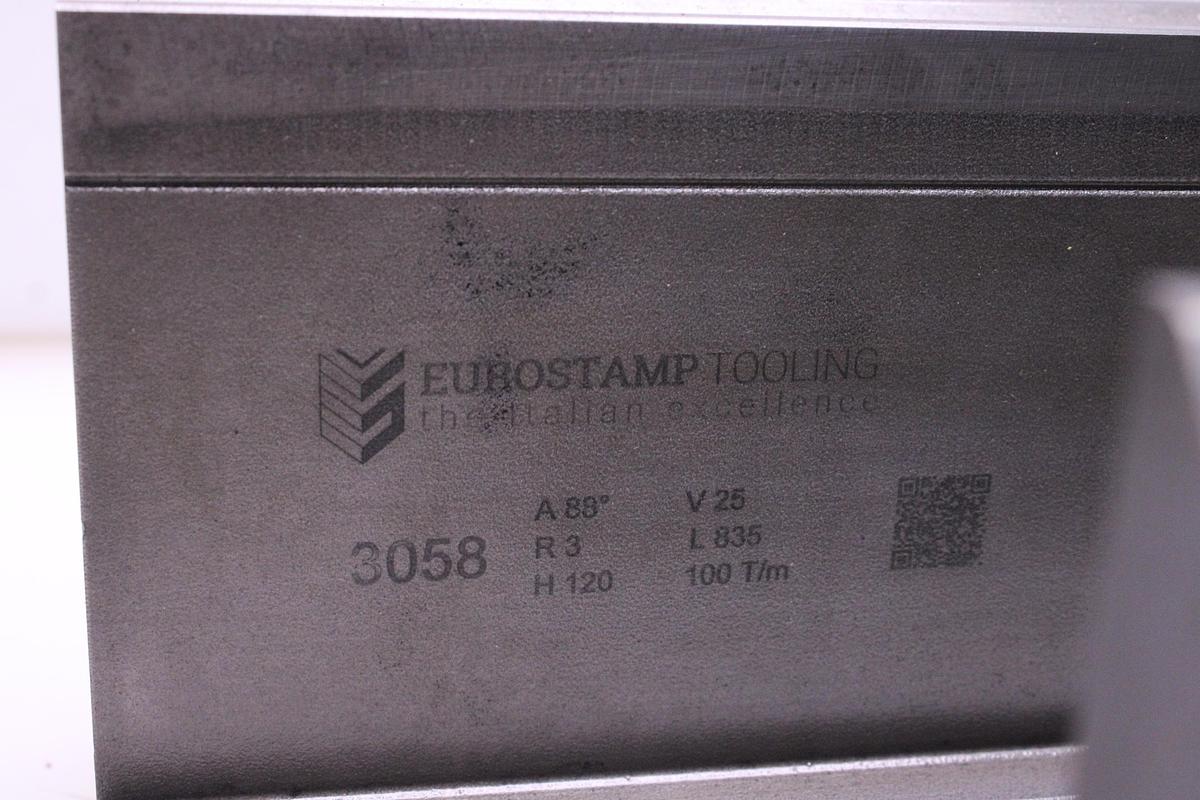 EUROSTAMP TOOLING
the italian excellence
3058
A 88°
R 3
H 120
V 25
L 835
100 T/m